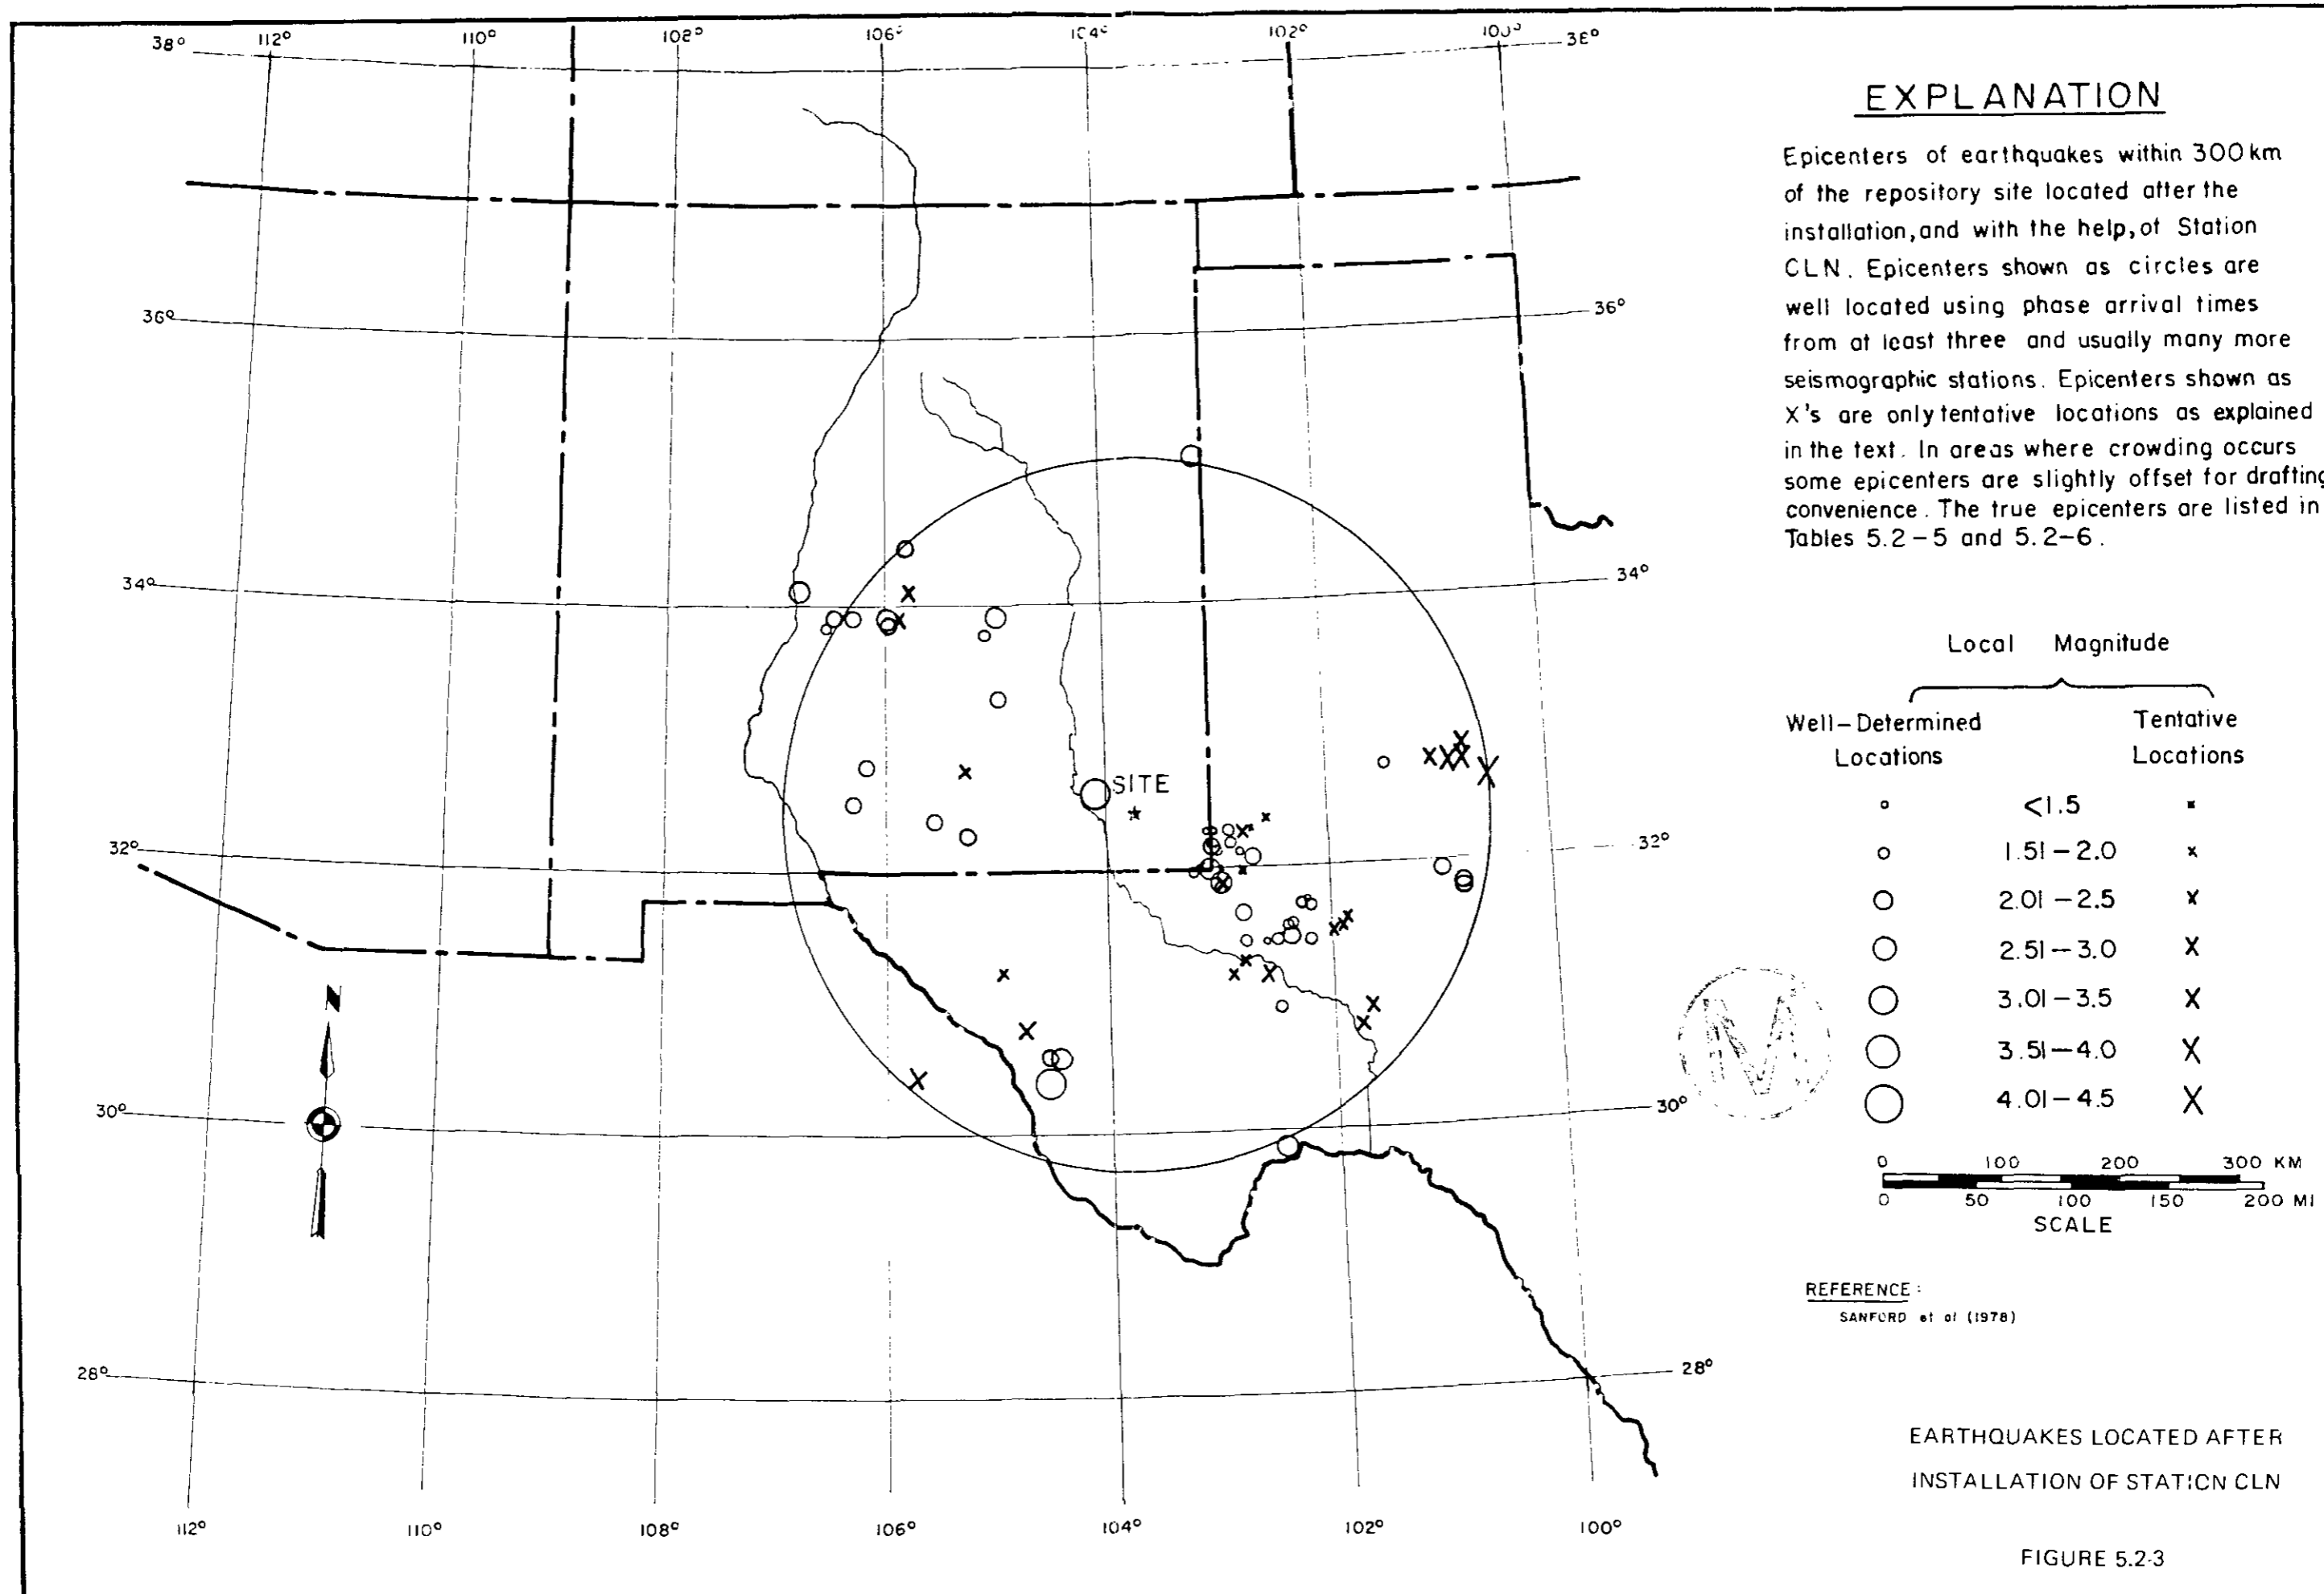 38° 112° 110° 108° 106° 104° 102° 36°
36° 36°
34° 34°
32° 32°
30° 30°
28° 28°
112° 110° 108° 106° 104° 102° 100°
SITE
N
EXPLANATION
Epicenters of earthquakes within 300 km
of the repository site located after the
installation, and with the help, of Station
CLN. Epicenters shown as circles are
well located using phase arrival times
from at least three and usually many more
seismographic stations. Epicenters shown as
X's are only tentative locations as explained
in the text. In areas where crowding occurs
some epicenters are slightly offset for drafting
convenience. The true epicenters are listed in
Tables 5.2-5 and 5.2-6.
Local Magnitude
Well-Determined Tentative
Locations Locations
<1.5
1.51-2.0
2.01-2.5
2.51-3.0
3.01-3.5
3.51-4.0
4.01-4.5
M
0 100 200 300 KM
0 50 100 150 200 MI
SCALE
REFERENCE:
SANFORD et al (1978)
EARTHQUAKES LOCATED AFTER
INSTALLATION OF STATION CLN
FIGURE 5.2-3